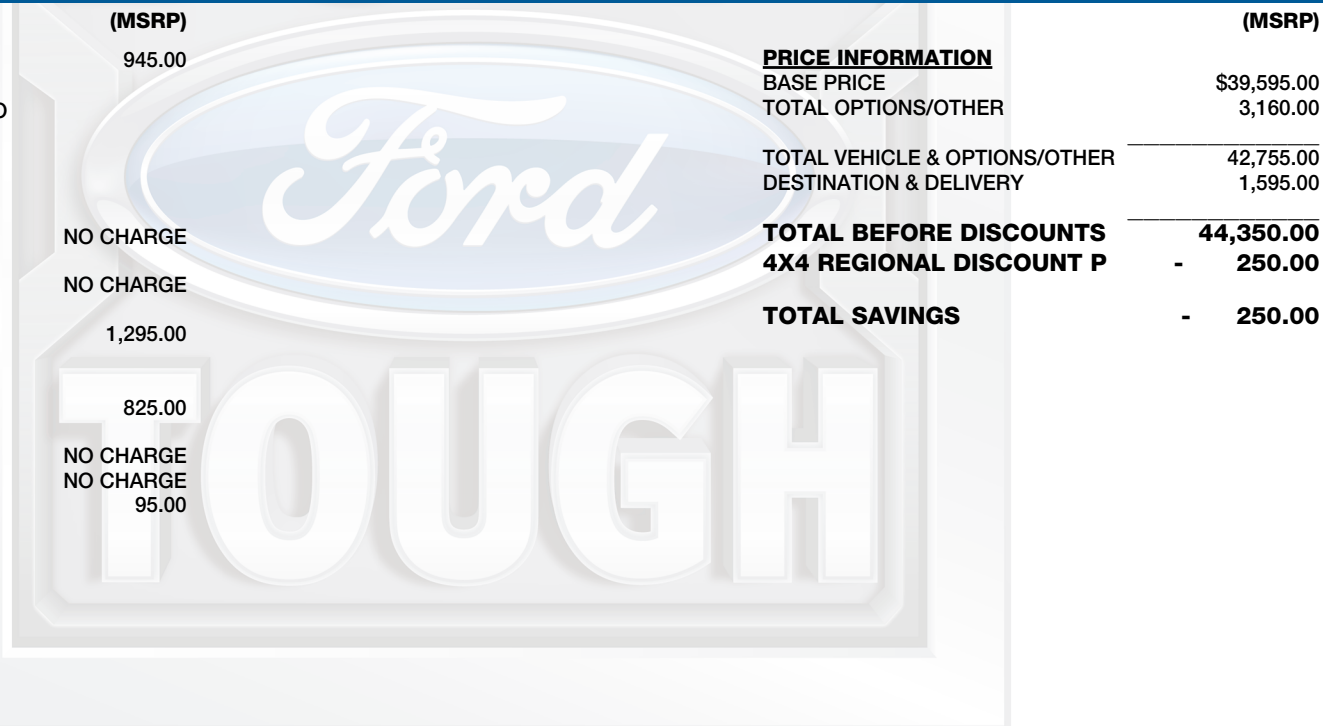 (MSRP)
945.00
NO CHARGE
NO CHARGE
1,295.00
825.00
NO CHARGE
NO CHARGE
95.00
Ford
TOUGH
(MSRP)
PRICE INFORMATION
BASE PRICE $39,595.00
TOTAL OPTIONS/OTHER 3,160.00
TOTAL VEHICLE & OPTIONS/OTHER 42,755.00
DESTINATION & DELIVERY 1,595.00
TOTAL BEFORE DISCOUNTS 44,350.00
4X4 REGIONAL DISCOUNT P - 250.00
TOTAL SAVINGS - 250.00